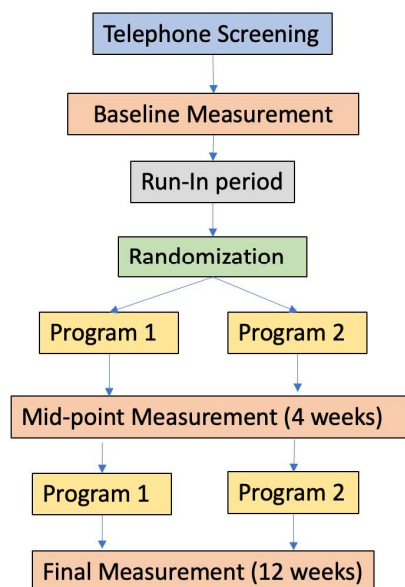 Telephone Screening
Baseline Measurement
Run-In period
Randomization
Program 1
Program 2
Mid-point Measurement (4 weeks)
Program 1
Program 2
Final Measurement (12 weeks)